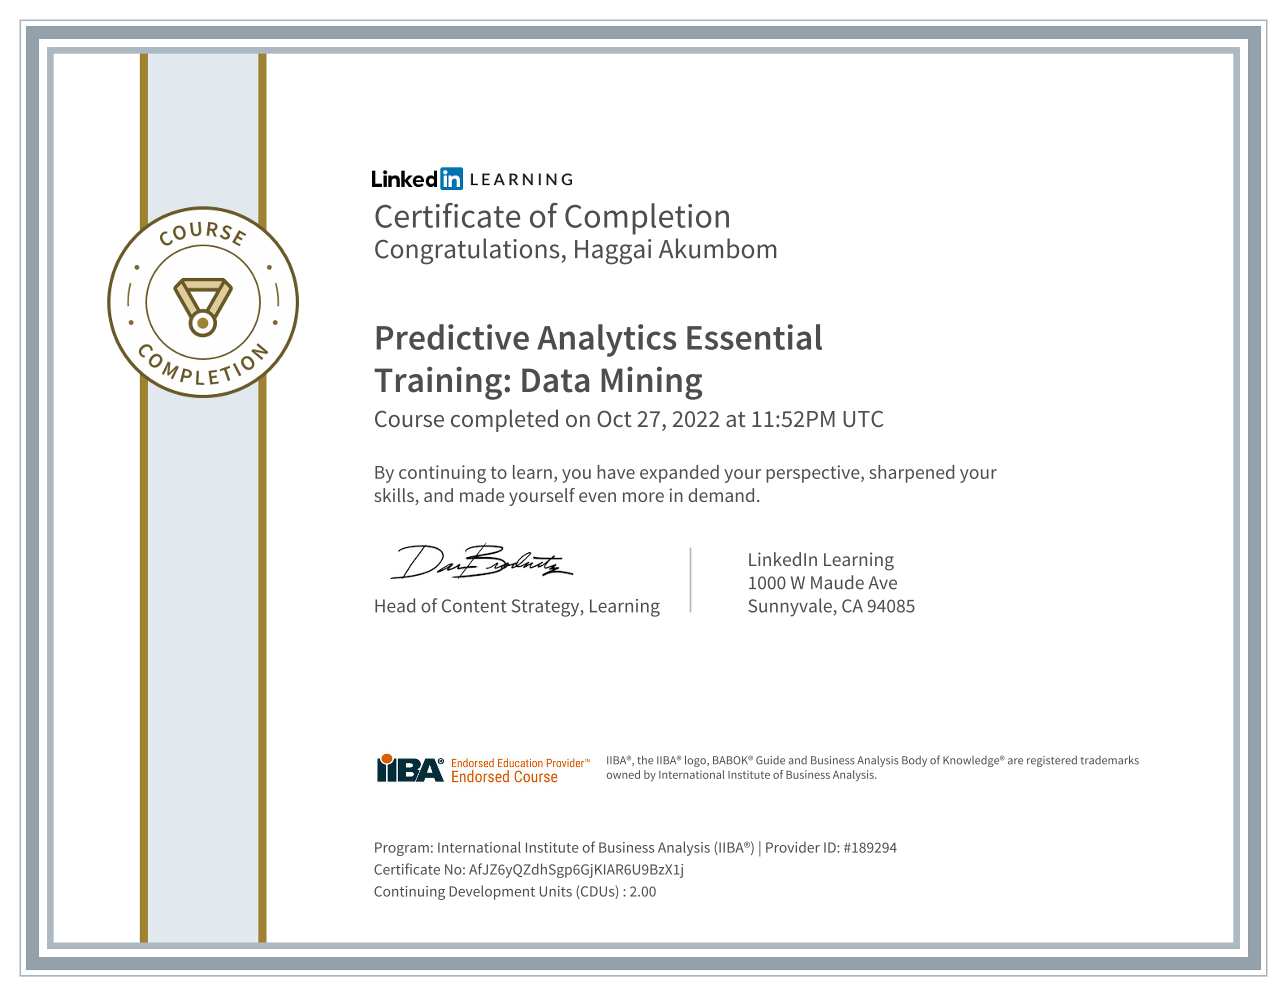 COURSE
COMPLETION
Linked in LEARNING
Certificate of Completion
Congratulations, Haggai Akumbom
Predictive Analytics Essential
Training: Data Mining
Course completed on Oct 27, 2022 at 11:52PM UTC
By continuing to learn, you have expanded your perspective, sharpened your
skills, and made yourself even more in demand.
Dan Brodnitz
Head of Content Strategy, Learning
LinkedIn Learning
1000 W Maude Ave
Sunnyvale, CA 94085
IIBA® Endorsed Education Provider™
Endorsed Course
IIBA®, the IIBA® logo, BABOK® Guide and Business Analysis Body of Knowledge® are registered trademarks
owned by International Institute of Business Analysis.
Program: International Institute of Business Analysis (IIBA®) | Provider ID: #189294
Certificate No: AfJZ6yQZdhSgp6GjKIAR6U9BzX1j
Continuing Development Units (CDUs) : 2.00